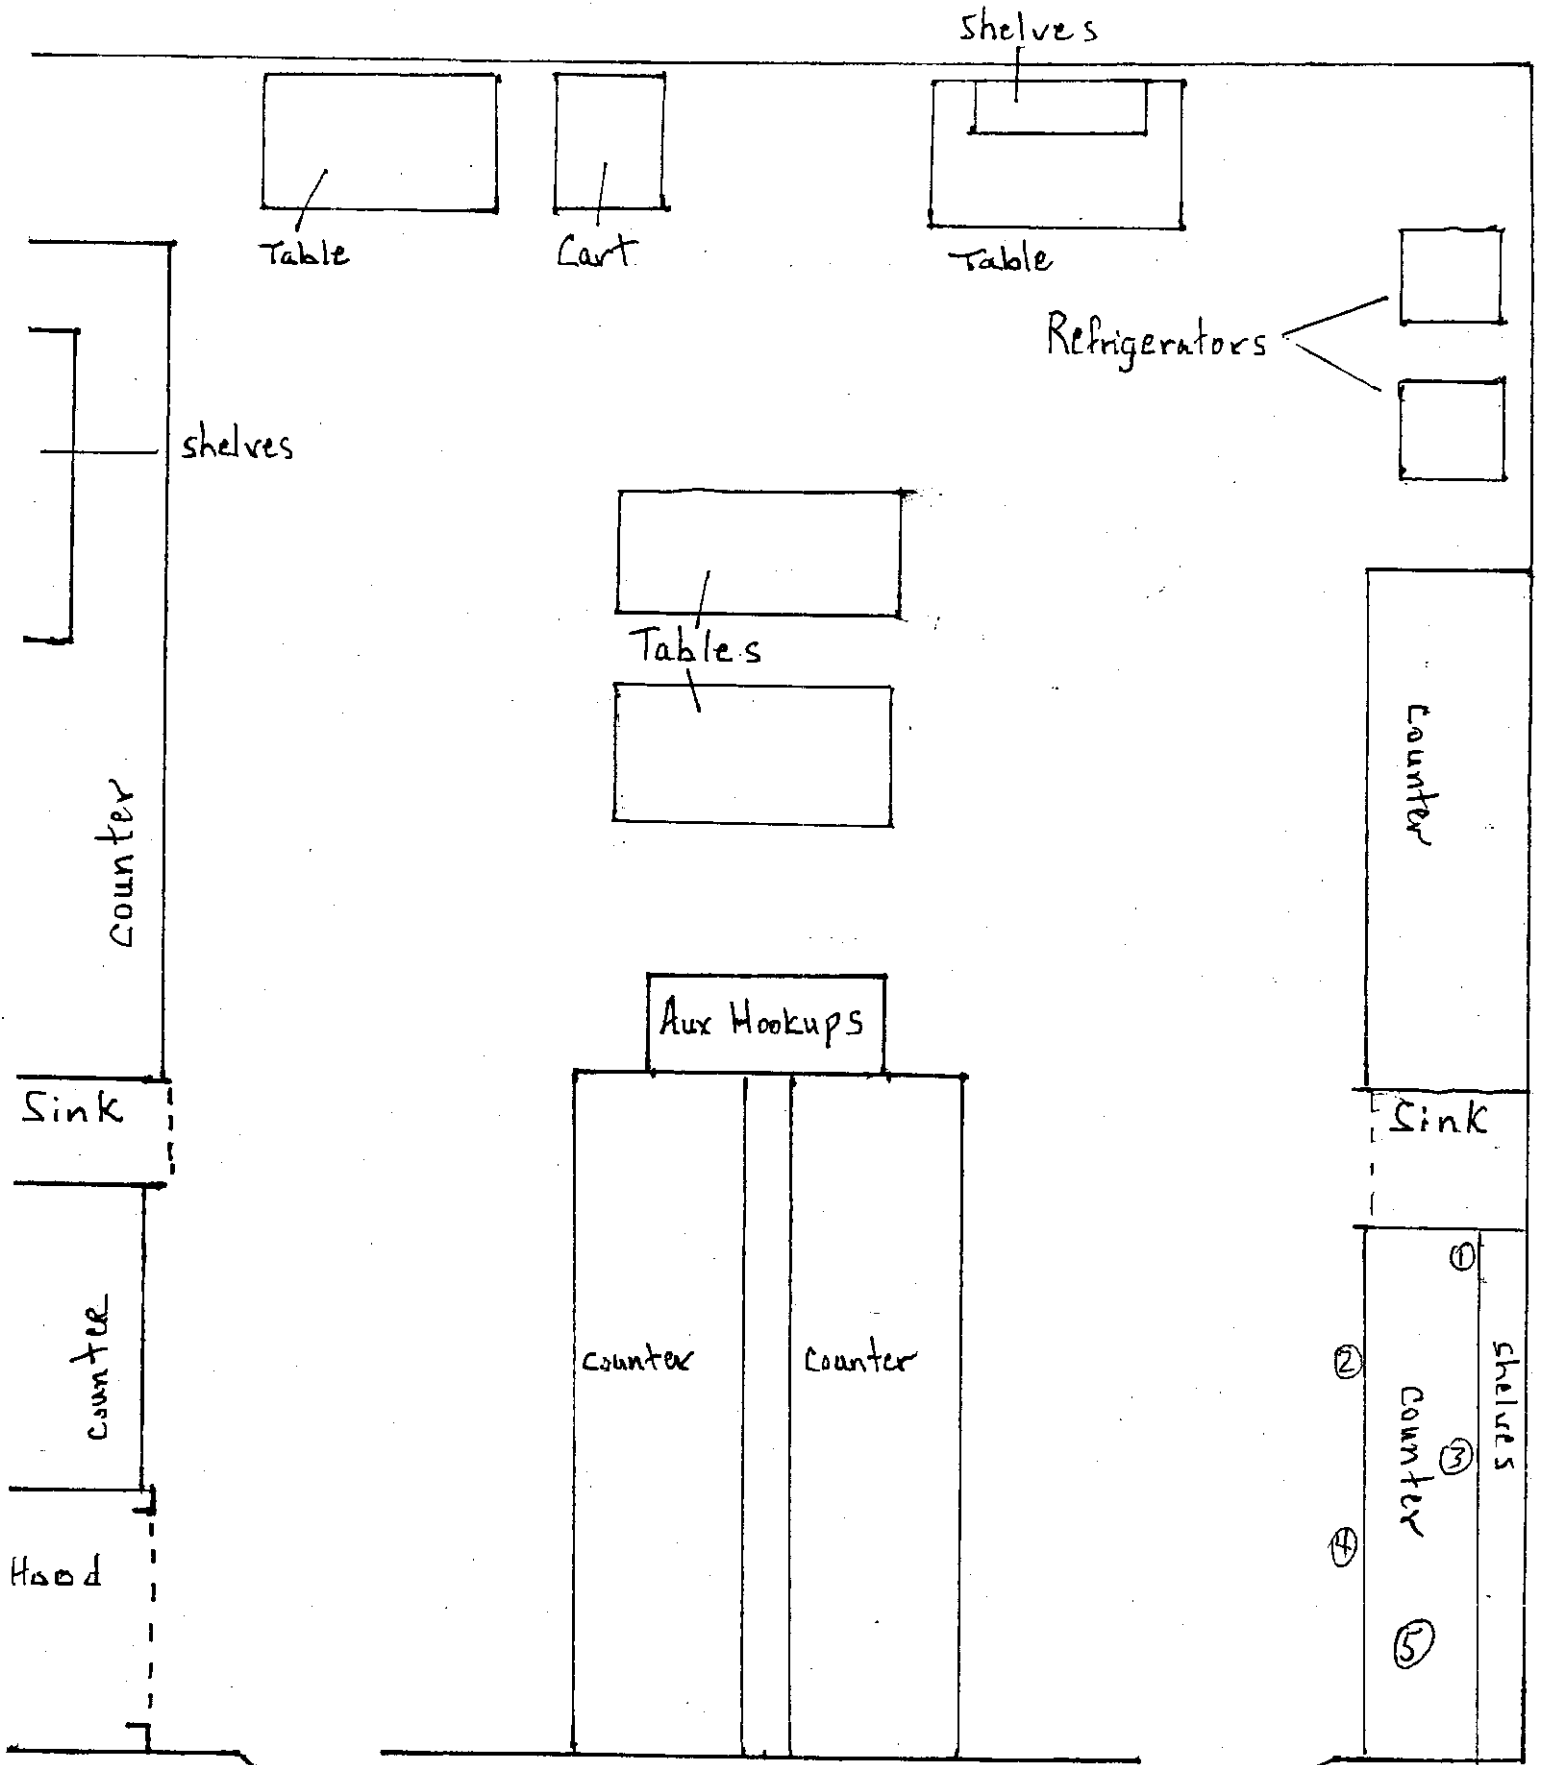 Shelves
Table
Cart
Table
Refrigerators
shelves
Tables
counter
Counter
Aux Hookups
Sink
Sink
counter
counter
Counter
Counter
shelves
①
②
③
④
⑤
Hood